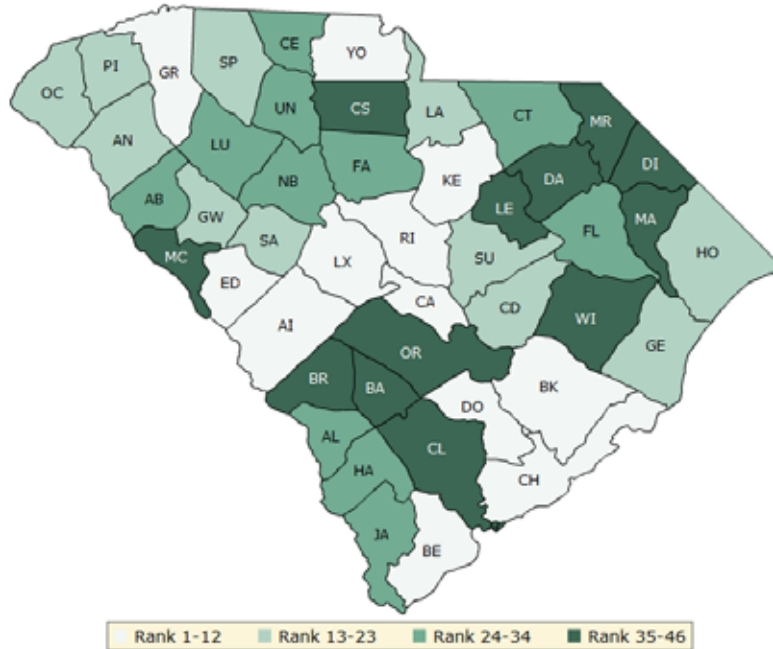 CE
YO
PI
GR
SP
OC
UN
CS
LA
CT
MR
AN
LU
FA
DI
NB
KE
DA
AB
LE
MA
GW
RI
FL
SA
HO
MC
LX
SU
ED
CA
CD
WI
AI
GE
OR
BR
BA
BK
DO
AL
CL
HA
CH
JA
BE
Rank 1-12 Rank 13-23 Rank 24-34 Rank 35-46